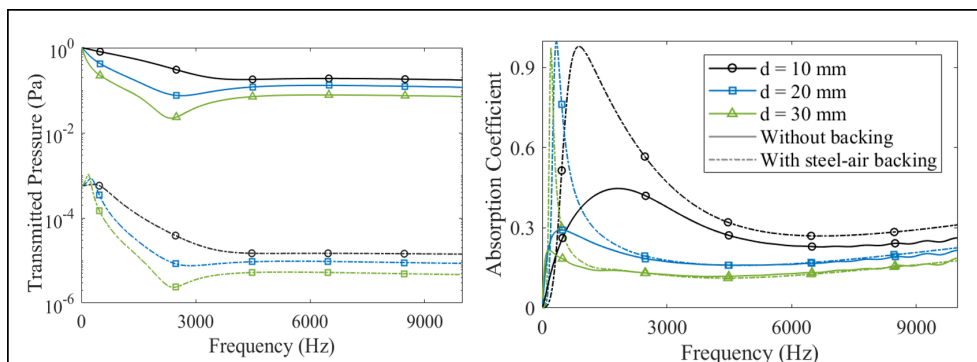 Transmitted Pressure (Pa)
10^0
10^-2
10^-4
10^-6
0
3000
6000
9000
Frequency (Hz)
Absorption Coefficient
0.9
0.6
0.3
0
0
3000
6000
9000
Frequency (Hz)
d = 10 mm
d = 20 mm
d = 30 mm
Without backing
With steel-air backing